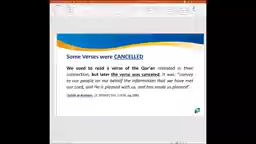 Some Verses were CANCELLED
We used to read a verse of the Qur'an revealed in their
connection, but later the verse was canceled. It was: "convey
to our people on our behalf the information that we have met
our Lord, and He is pleased with us, and has made us pleased".